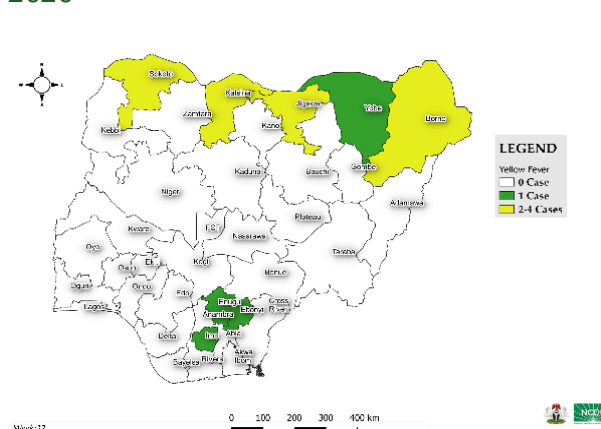 N
W
E
S
Sokoto
Katsina
Jigawa
Yobe
Borno
Zamfara
Kebbi
Kano
Kaduna
Bauchi
Gombe
Adamawa
Niger
Plateau
Kwara
Nasarawa
Taraba
Oyo
Kogi
Benue
Osun
Ogun
Ondo
Edo
Lagos
Enugu
Anambra
Ebonyi
Cross
River
Imo
Abia
Delta
Bayelsa
Rivers
Akwa
Ibom
LEGEND
Yellow Fever
0 Case
1 Case
2-4 Cases
0 100 200 300 400 km